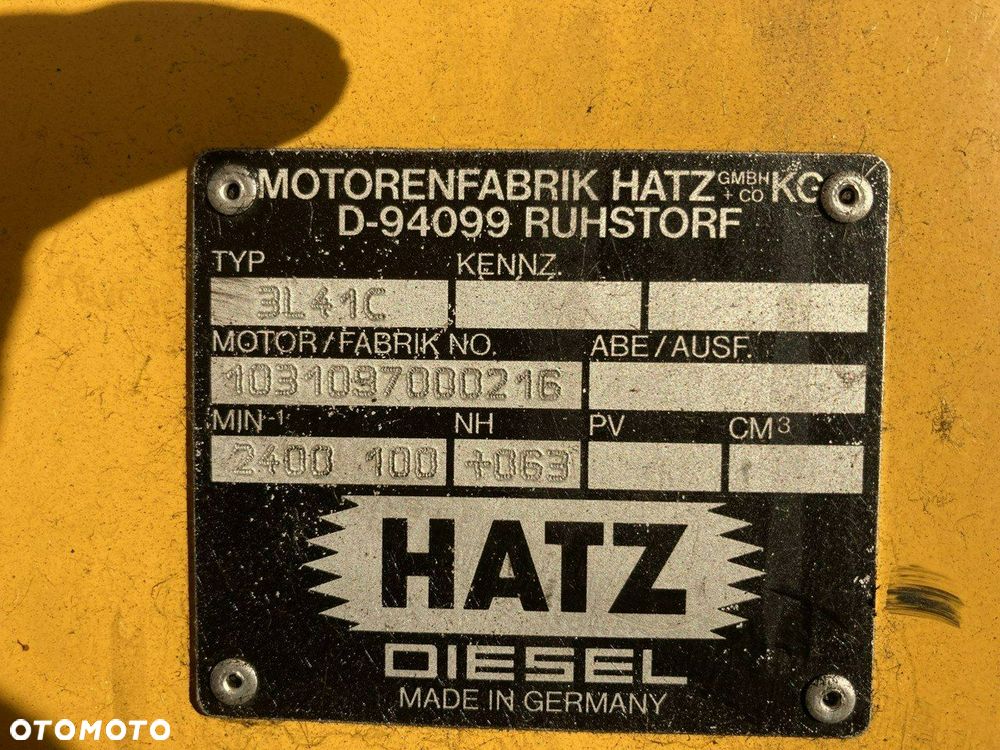 MOTORENFABRIK HATZ GMBH + CO KG
D-94099 RUHSTORF
TYP KENNZ.
3L41C
MOTOR/FABRIK NO. ABE/AUSF.
1031097000216
MIN-1 NH PV CM3
2400 100 +063
HATZ
DIESEL
MADE IN GERMANY
OTOMOTO